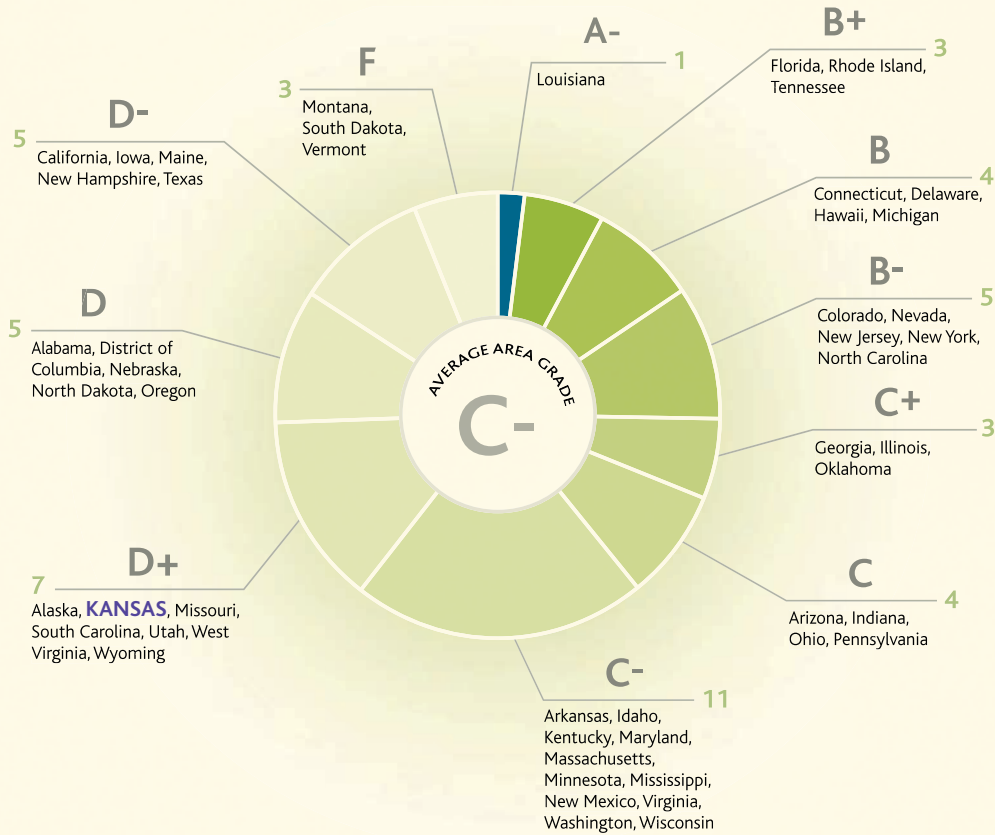 A-
1
Louisiana
B+
3
Florida, Rhode Island,
Tennessee
B
4
Connecticut, Delaware,
Hawaii, Michigan
B-
5
Colorado, Nevada,
New Jersey, New York,
North Carolina
C+
3
Georgia, Illinois,
Oklahoma
C
4
Arizona, Indiana,
Ohio, Pennsylvania
C-
11
Arkansas, Idaho,
Kentucky, Maryland,
Massachusetts,
Minnesota, Mississippi,
New Mexico, Virginia,
Washington, Wisconsin
D+
7
Alaska, KANSAS, Missouri,
South Carolina, Utah, West
Virginia, Wyoming
D
5
Alabama, District of
Columbia, Nebraska,
North Dakota, Oregon
D-
5
California, Iowa, Maine,
New Hampshire, Texas
F
3
Montana,
South Dakota,
Vermont
AVERAGE AREA GRADE
C-